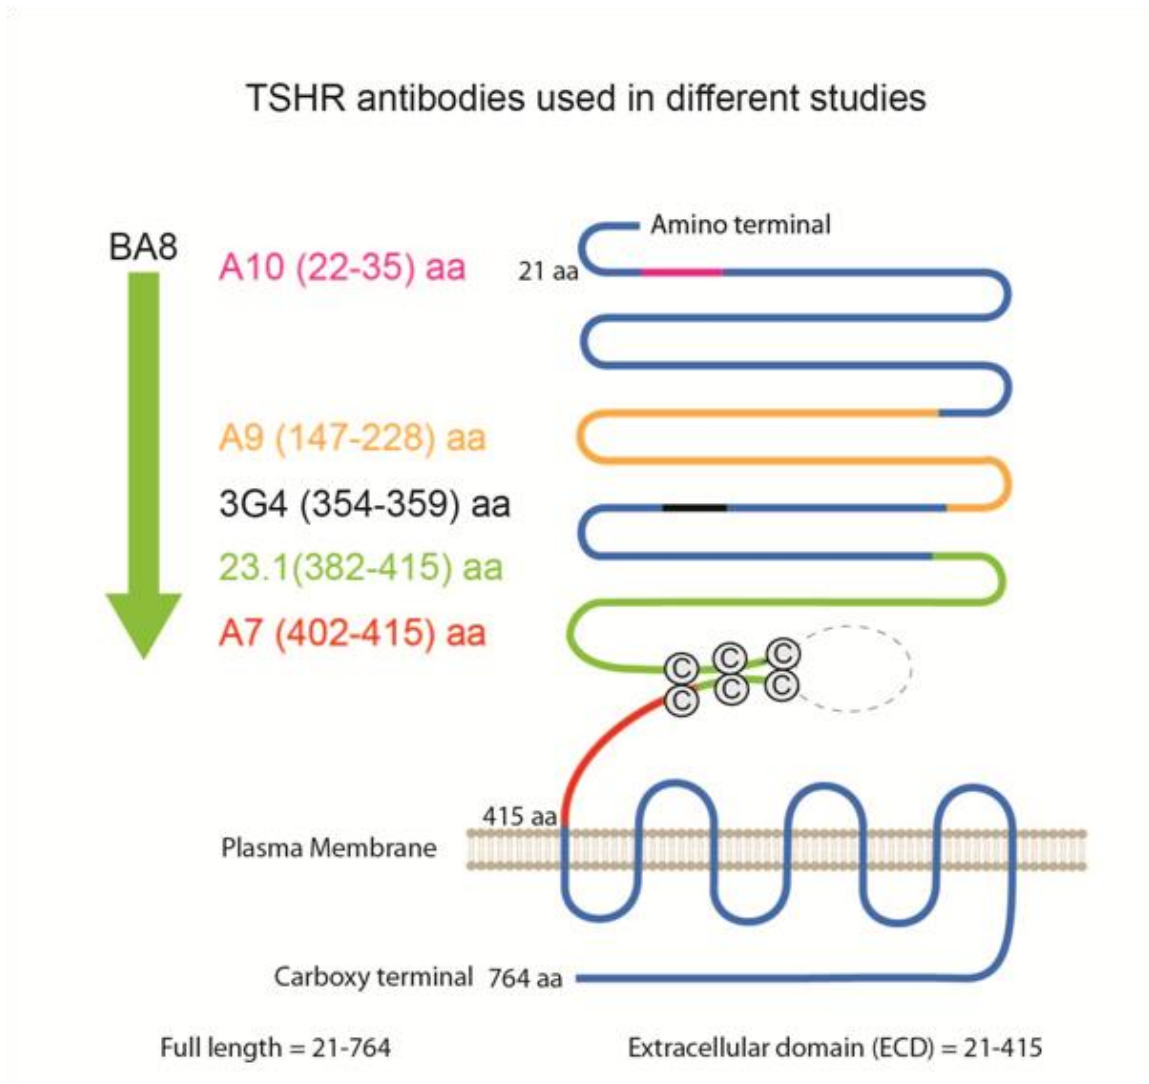 TSHR antibodies used in different studies
Amino terminal
BA8
A10 (22-35) aa
21 aa
A9 (147-228) aa
3G4 (354-359) aa
23.1(382-415) aa
A7 (402-415) aa
C C C
C C C
415 aa
Plasma Membrane
Carboxy terminal 764 aa
Full length = 21-764
Extracellular domain (ECD) = 21-415